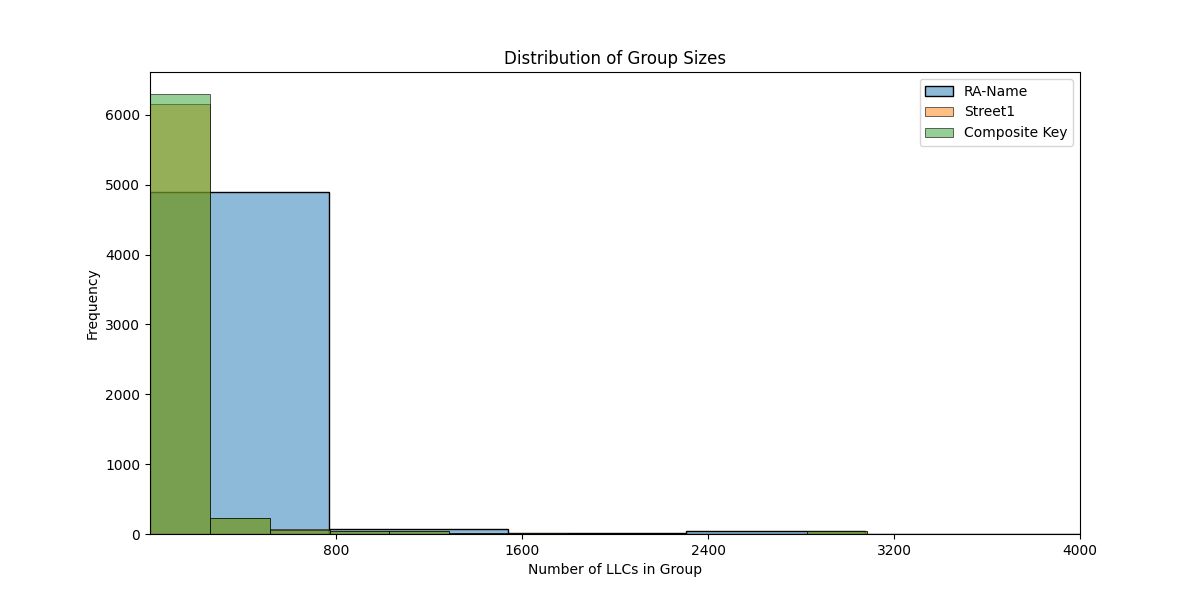 Distribution of Group Sizes
RA-Name
Street1
Composite Key
6000
5000
4000
3000
2000
1000
0
Frequency
800 1600 2400 3200 4000
Number of LLCs in Group